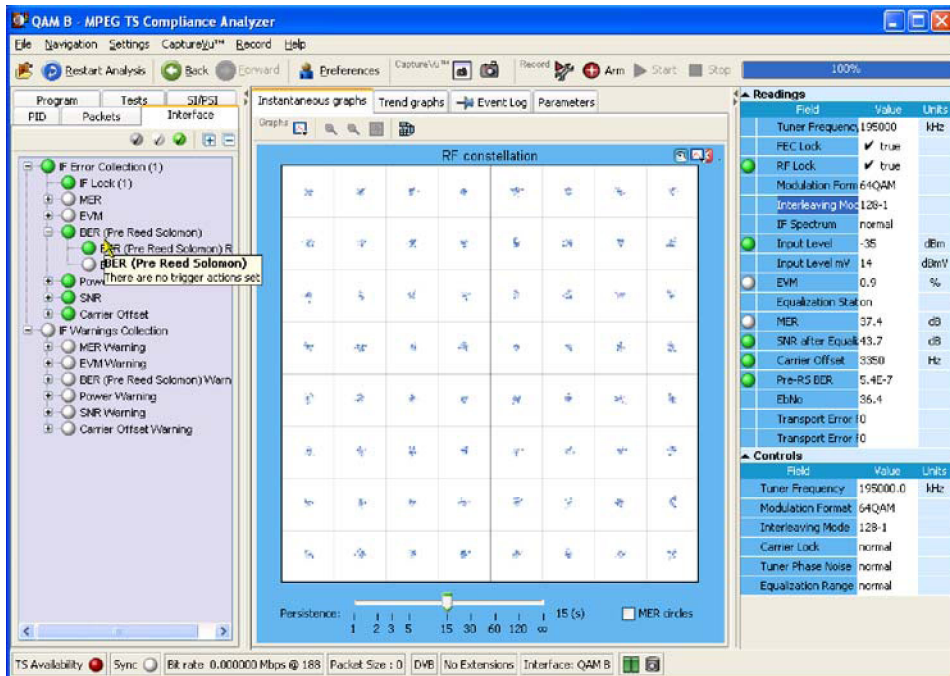 QAM B - MPEG TS Compliance Analyzer
File Navigation Settings CaptureVu™ Record Help
Restart Analysis Back Forward Preferences CaptureVu™ Record Arm Start Stop 100%
Program Tests SI/PSI
PID Packets Interface
IF Error Collection (1)
IF Lock (1)
MER
EVM
BER (Pre Reed Solomon)
(Pre Reed Solomon) R
BER (Pre Reed Solomon)
There are no trigger actions set
Pow
SNR
Carrier Offset
IF Warnings Collection
MER Warning
EVM Warning
BER (Pre Reed Solomon) Warn
Power Warning
SNR Warning
Carrier Offset Warning
Instantaneous graphs Trend graphs Event Log Parameters
Graphs
RF constellation
Persistence: 15 (s) MER circles
1 2 3 5 15 30 60 120 ∞
Readings
Field Value Units
Tuner Frequency 195000 kHz
FEC Lock true
RF Lock true
Modulation Form 64QAM
Interleaving Moc 128-1
IF Spectrum normal
Input Level -35 dBm
Input Level mV 14 dBmV
EVM 0.9 %
Equalization Stat on
MER 37.4 dB
SNR after Equali 43.7 dB
Carrier Offset 3350 Hz
Pre-RS BER 5.4E-7
EbNo 36.4
Transport Error F 0
Transport Error F 0
Controls
Field Value Units
Tuner Frequency 195000.0 kHz
Modulation Format 64QAM
Interleaving Mode 128-1
Carrier Lock normal
Tuner Phase Noise normal
Equalization Range normal
TS Availability Sync Bit rate 0.000000 Mbps @ 188 Packet Size : 0 DVB No Extensions Interface: QAM B